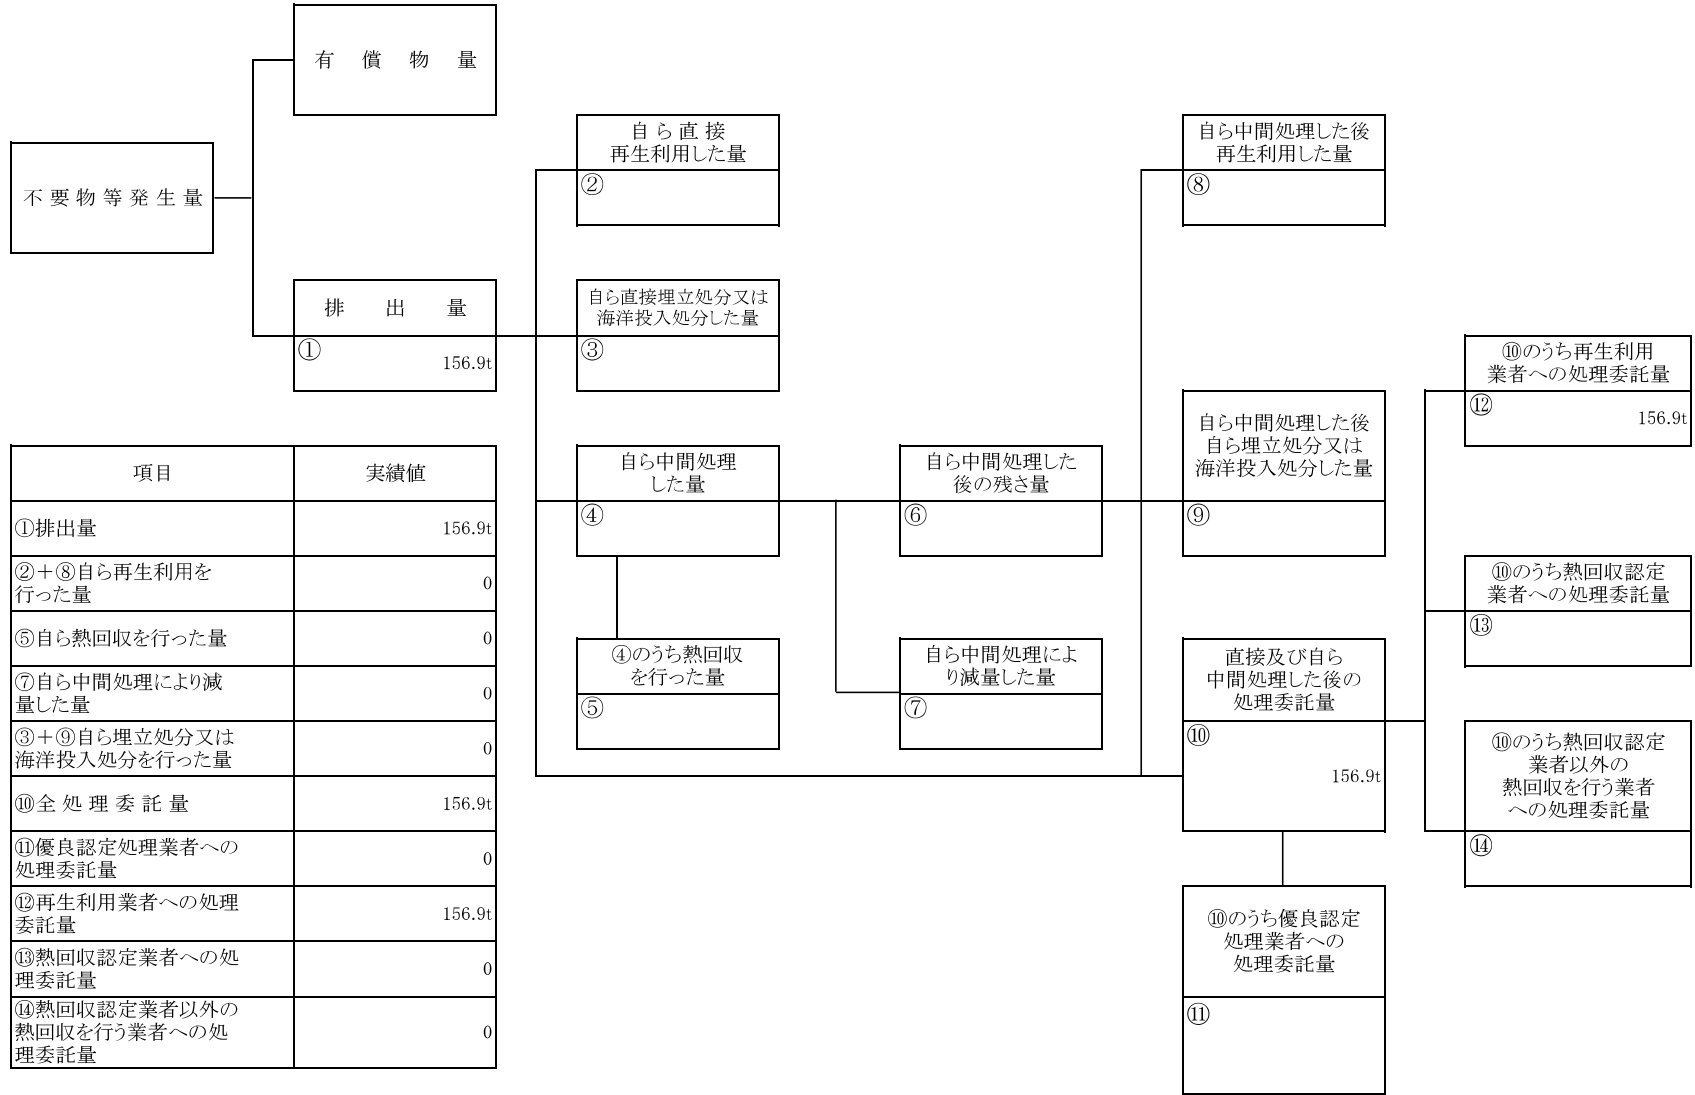 有償物量
不要物等発生量
排出量
①
156.9t
自ら直接
再生利用した量
②
自ら直接埋立処分又は
海洋投入処分した量
③
自ら中間処理
した量
④
④のうち熱回収
を行った量
⑤
自ら中間処理した
後の残さ量
⑥
自ら中間処理によ
り減量した量
⑦
自ら中間処理した後
再生利用した量
⑧
自ら中間処理した後
自ら埋立処分又は
海洋投入処分した量
⑨
直接及び自ら
中間処理した後の
処理委託量
⑩
156.9t
⑩のうち優良認定
処理業者への
処理委託量
⑪
⑩のうち再生利用
業者への処理委託量
⑫
156.9t
⑩のうち熱回収認定
業者への処理委託量
⑬
⑩のうち熱回収認定
業者以外の
熱回収を行う業者
への処理委託量
⑭
項目 実績値
①排出量 156.9t
②＋⑧自ら再生利用を
行った量 0
⑤自ら熱回収を行った量 0
⑦自ら中間処理により減
量した量 0
③＋⑨自ら埋立処分又は
海洋投入処分を行った量 0
⑩全処理委託量 156.9t
⑪優良認定処理業者への
処理委託量 0
⑫再生利用業者への処理
委託量 156.9t
⑬熱回収認定業者への処
理委託量 0
⑭熱回収認定業者以外の
熱回収を行う業者への処
理委託量 0